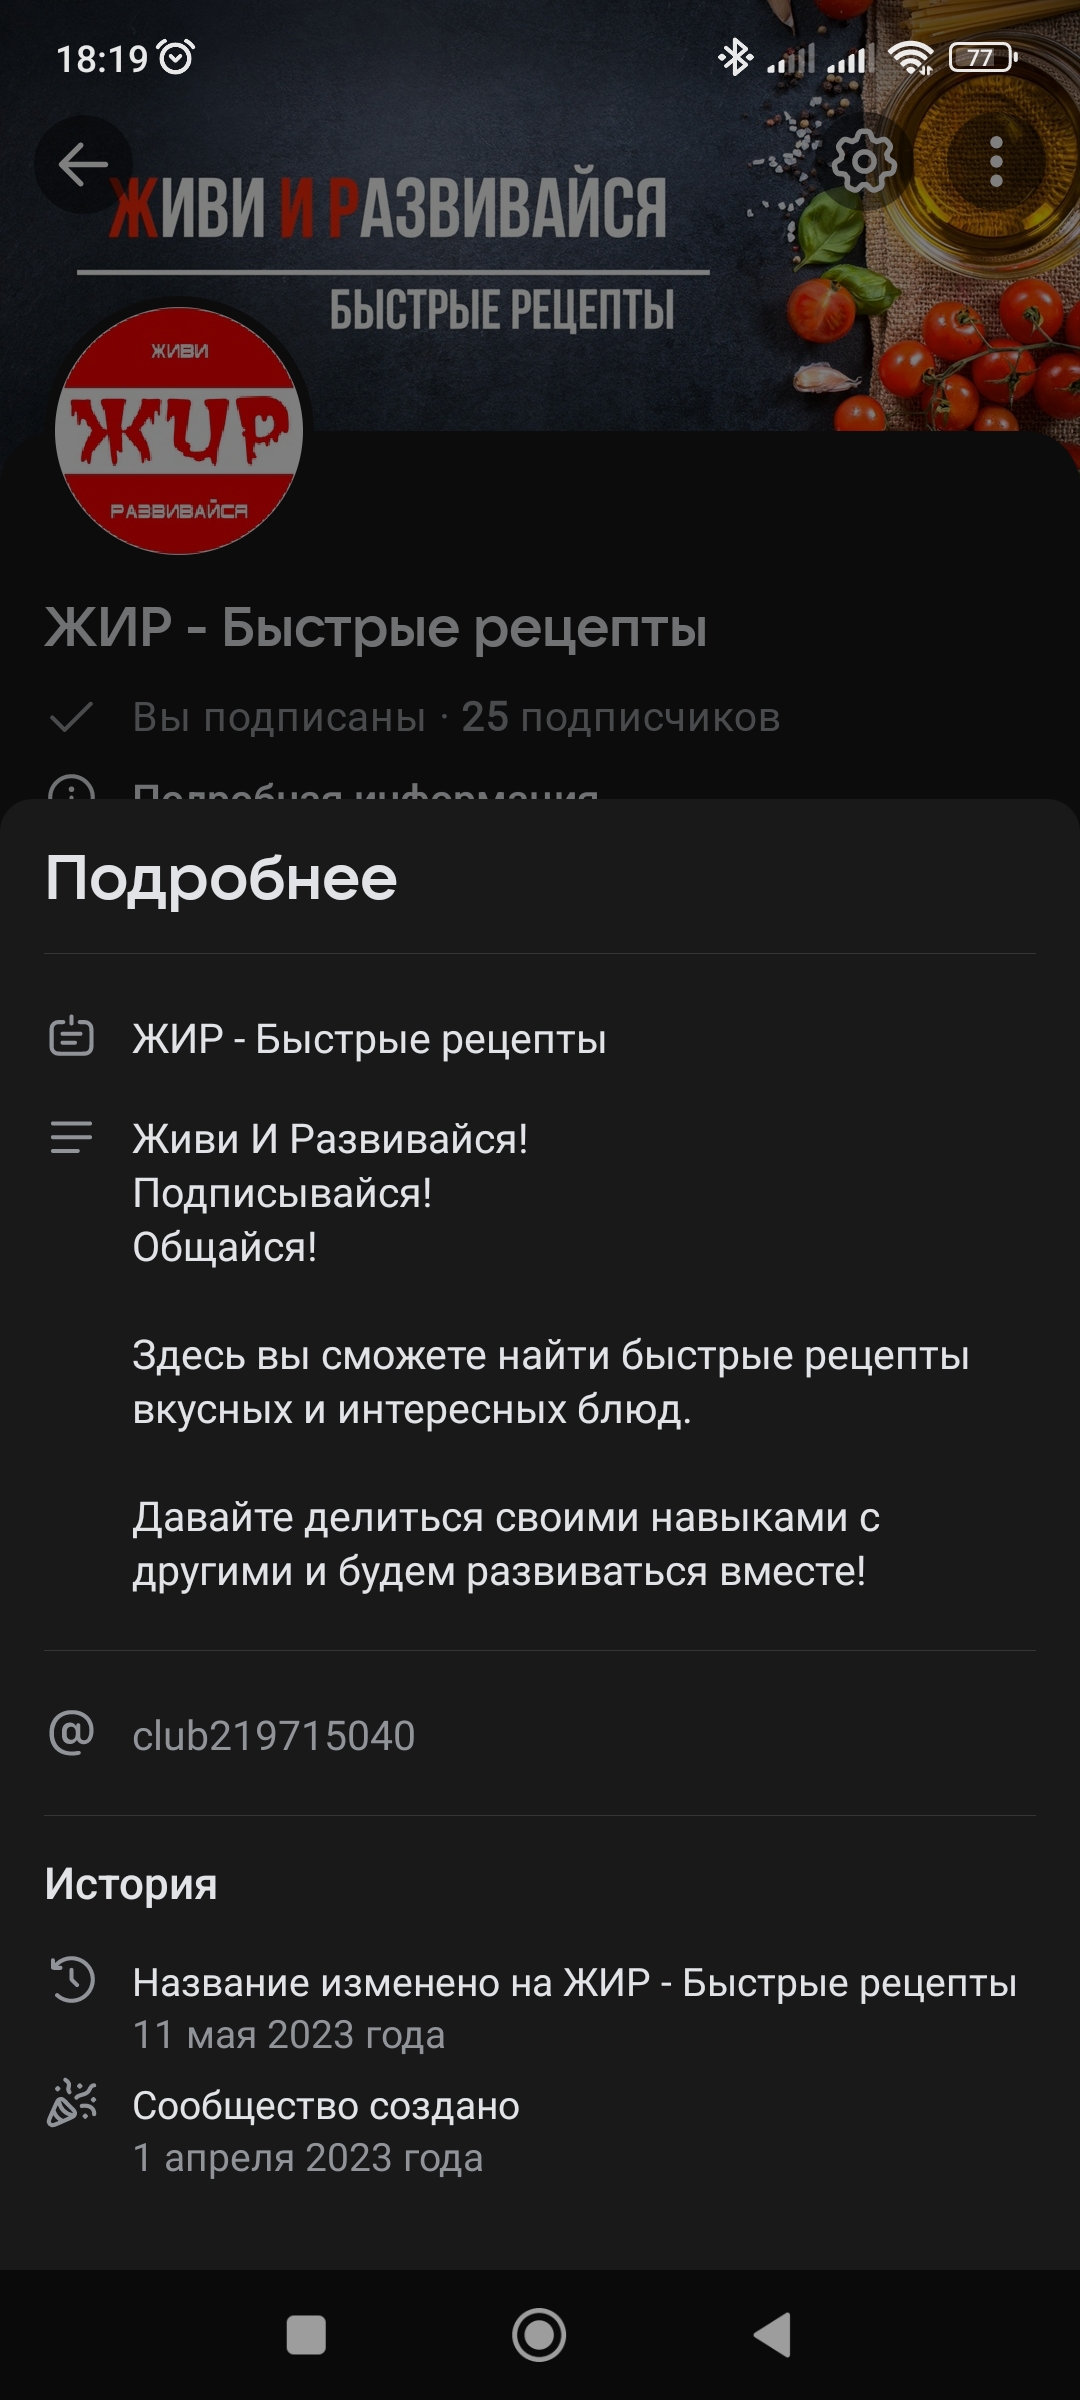 18:19
77
ЖИВИ И РАЗВИВАЙСЯ
БЫСТРЫЕ РЕЦЕПТЫ
ЖИВИ
ЖИР
РАЗВИВАЙСЯ
ЖИР - Быстрые рецепты
Вы подписаны · 25 подписчиков
Подробная информация
Подробнее
ЖИР - Быстрые рецепты
Живи И Развивайся!
Подписывайся!
Общайся!
Здесь вы сможете найти быстрые рецепты
вкусных и интересных блюд.
Давайте делиться своими навыками с
другими и будем развиваться вместе!
club219715040
История
Название изменено на ЖИР - Быстрые рецепты
11 мая 2023 года
Сообщество создано
1 апреля 2023 года